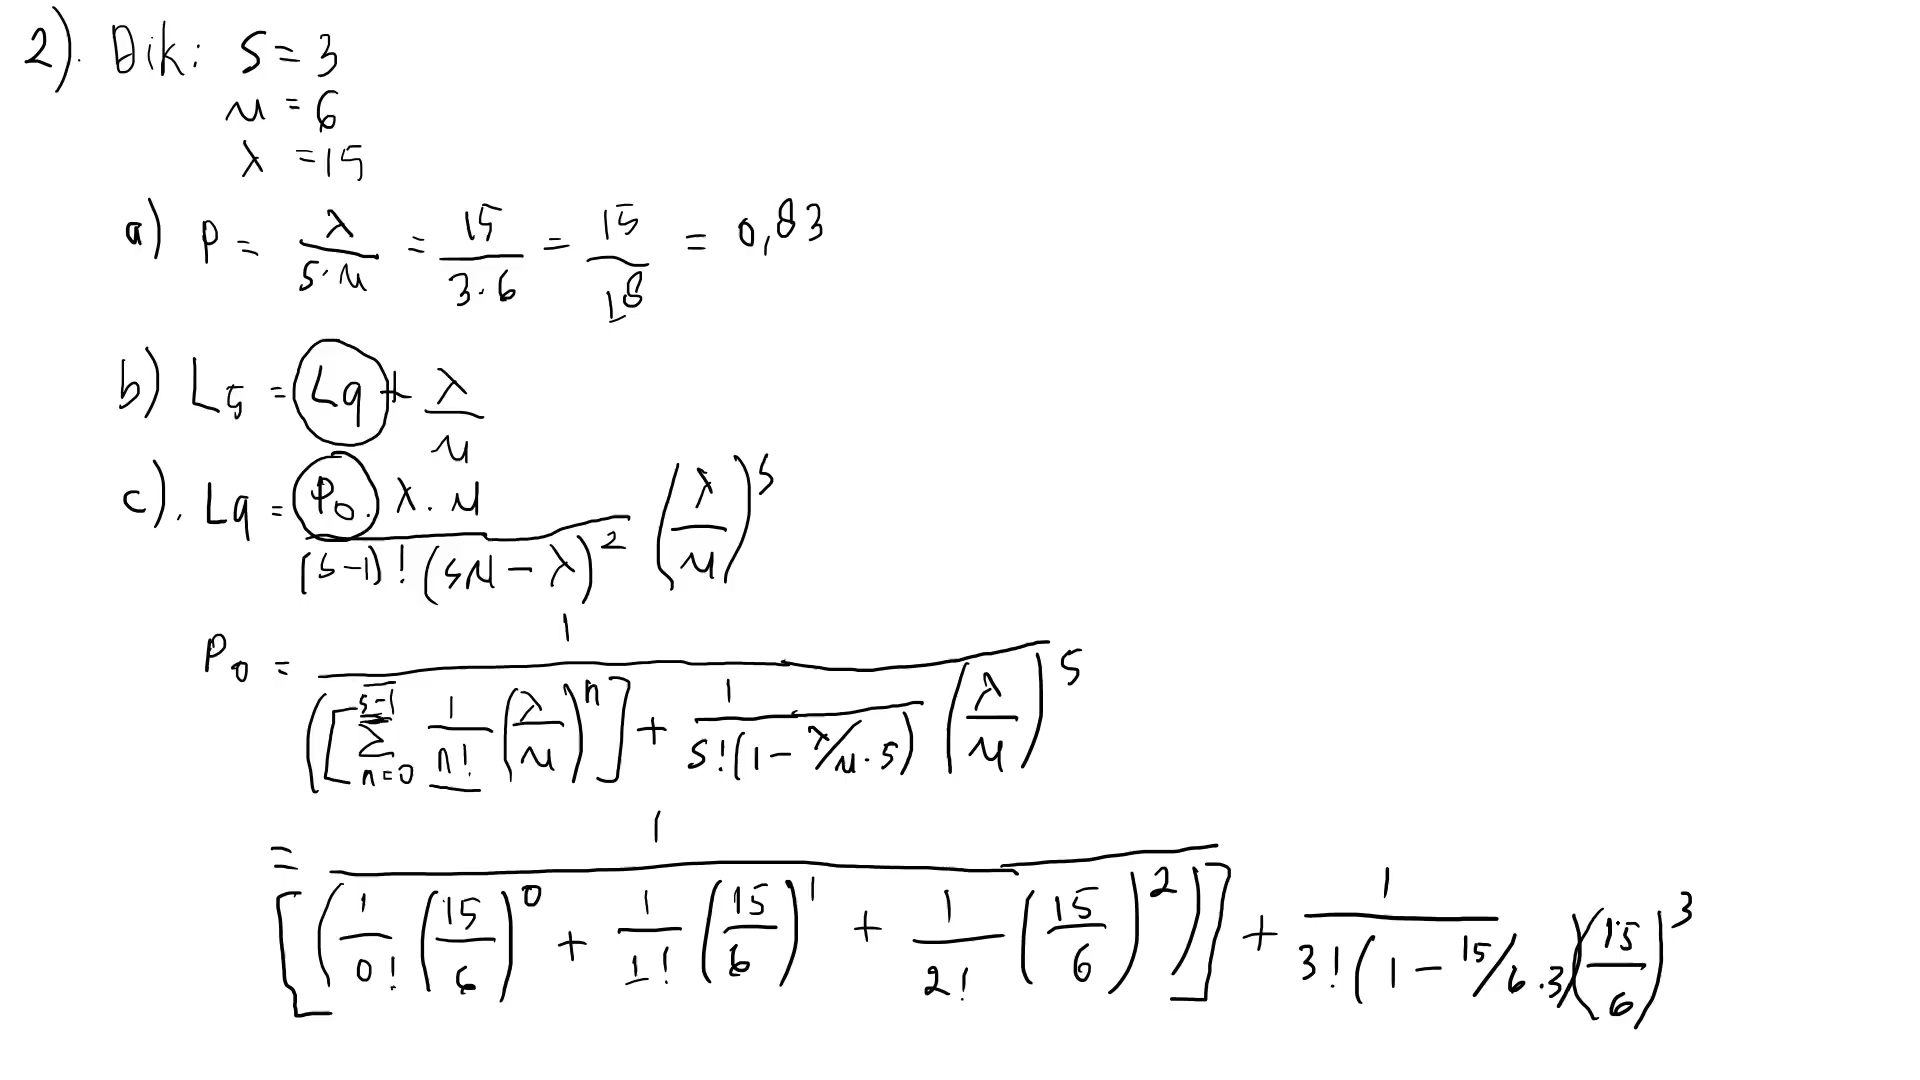 2). Dik: S = 3
μ = 6
λ = 15
a) P = λ/(S·μ) = 15/(3·6) = 15/18 = 0,83
b) Ls = Lq + λ/μ
c). Lq = (P0 . λ . μ)/((s-1)! (sμ - λ)^2) (λ/μ)^s
P0 = 1/(([∑_{n=0}^{s-1} 1/n! (λ/μ)^n] + 1/(s!(1 - λ/μ.s)) (λ/μ)^s
= 1/[(1/0! (15/6)^0 + 1/1! (15/6)^1 + 1/2! (15/6)^2)] + 1/(3!(1 - 15/6.3) (15/6)^3